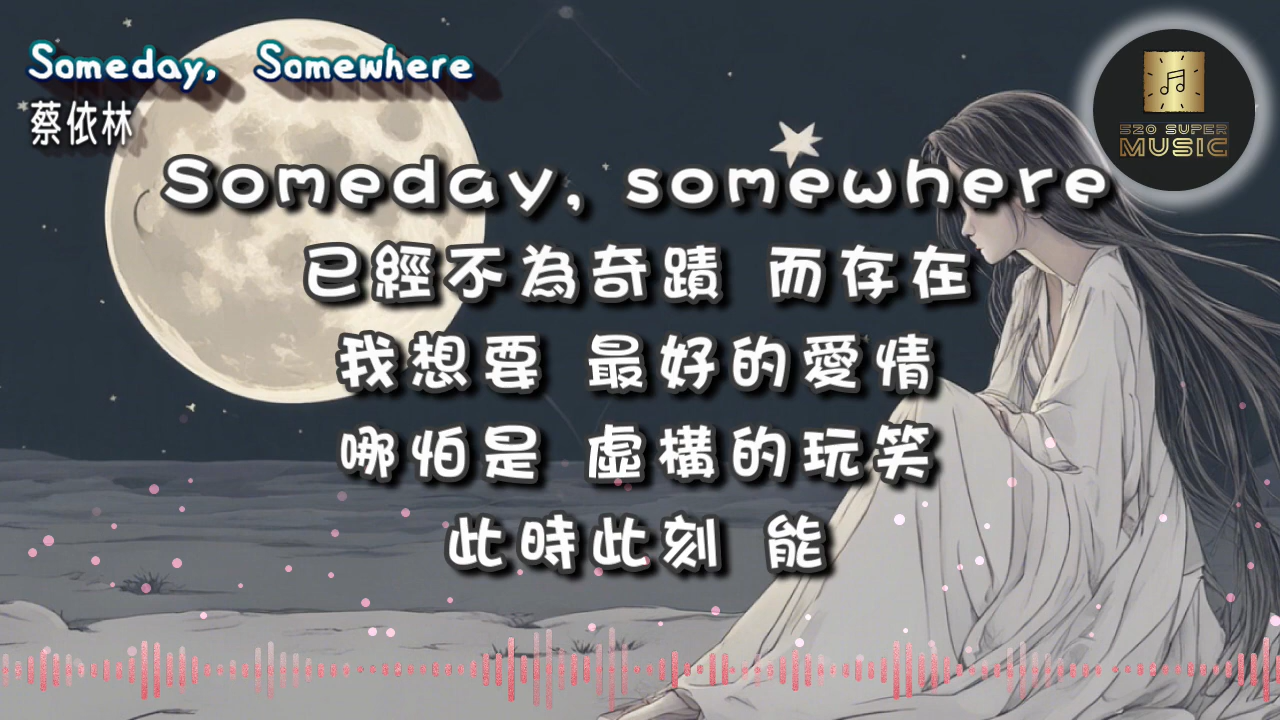 Someday, Somewhere
蔡依林
520 SUPER
MUSIC
Someday, somewhere
已經不為奇蹟 而存在
我想要 最好的愛情
哪怕是 虛構的玩笑
此時此刻 能